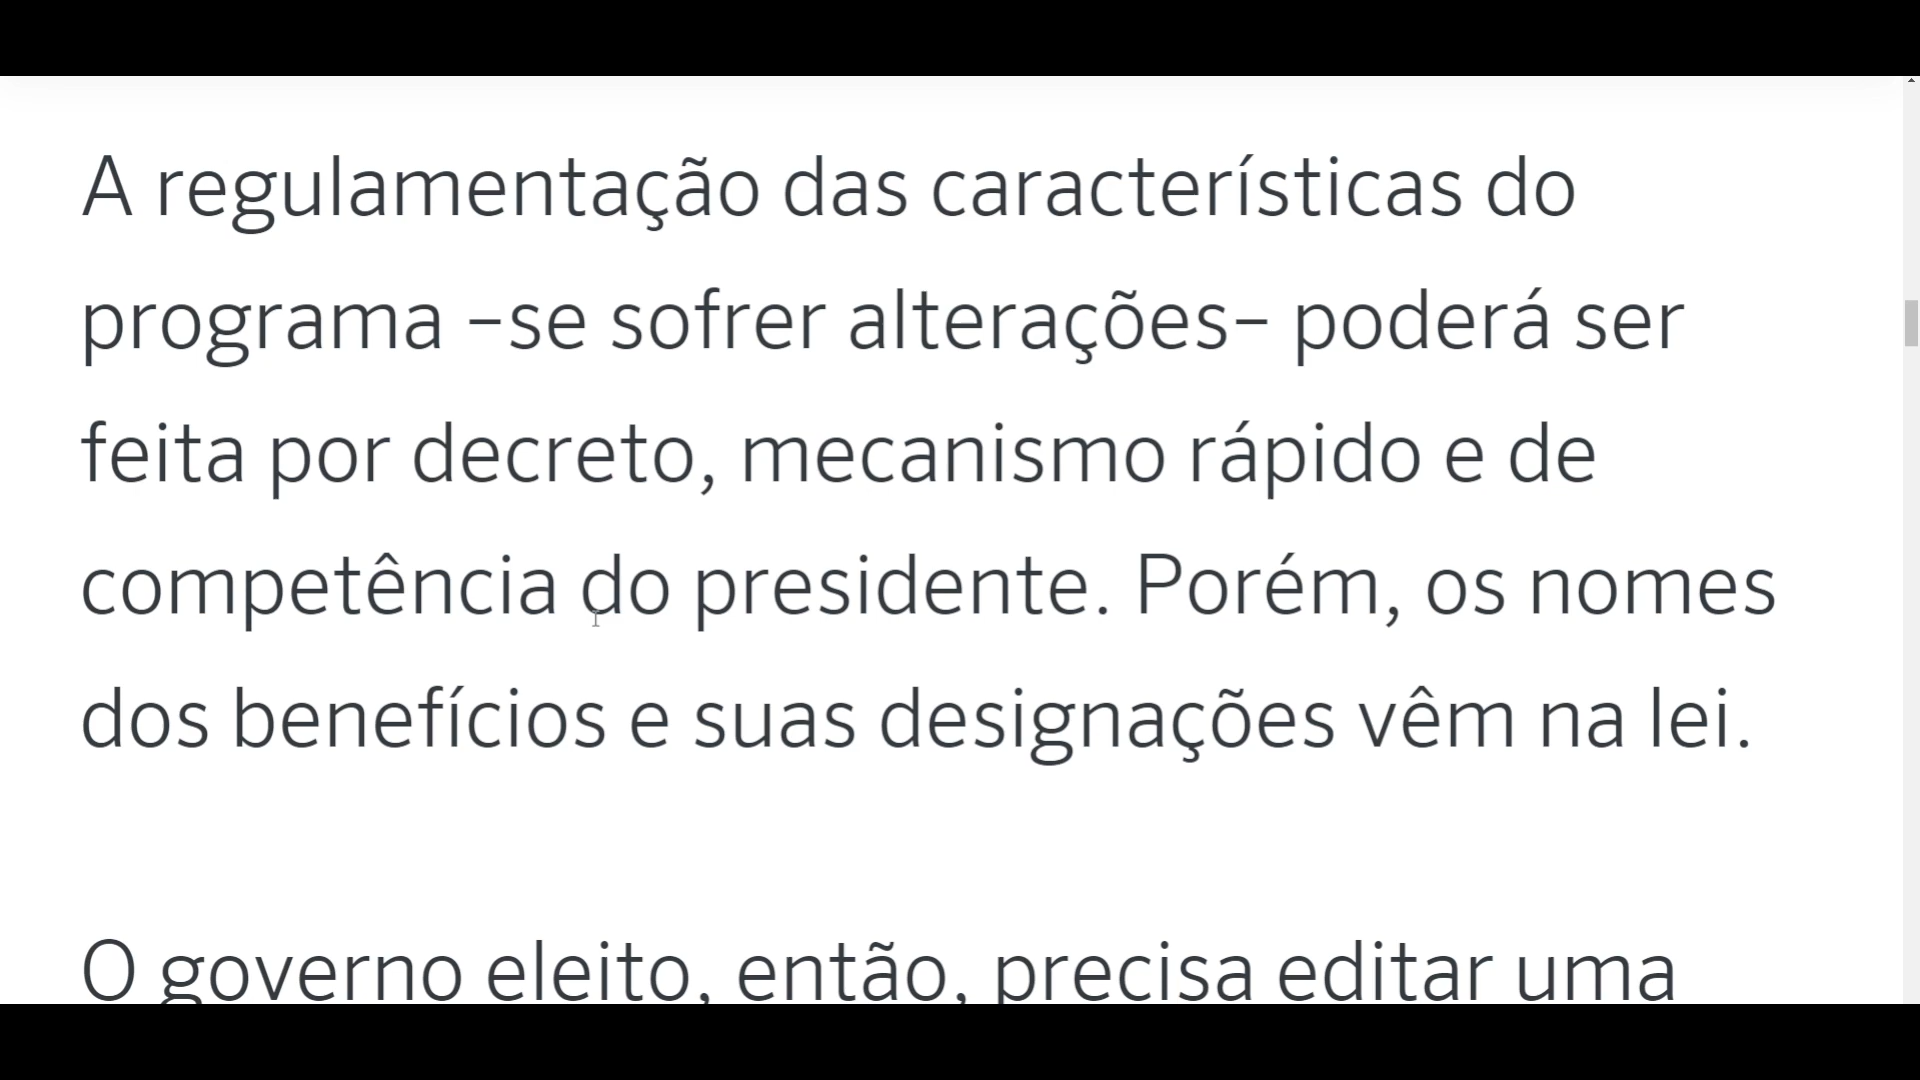 A regulamentação das características do
programa –se sofrer alterações– poderá ser
feita por decreto, mecanismo rápido e de
competência do presidente. Porém, os nomes
dos benefícios e suas designações vêm na lei.
O governo eleito, então, precisa editar uma